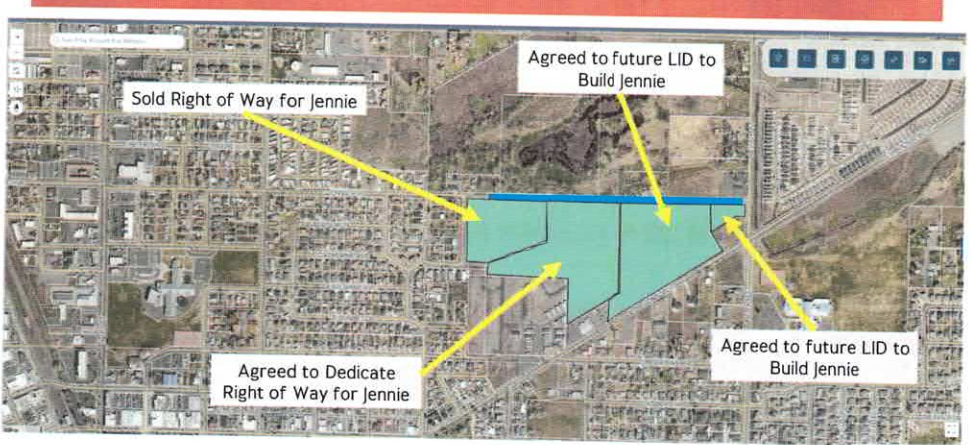 Agreed to future LID to
Build Jennie
Sold Right of Way for Jennie
Agreed to Dedicate
Right of Way for Jennie
Agreed to future LID to
Build Jennie